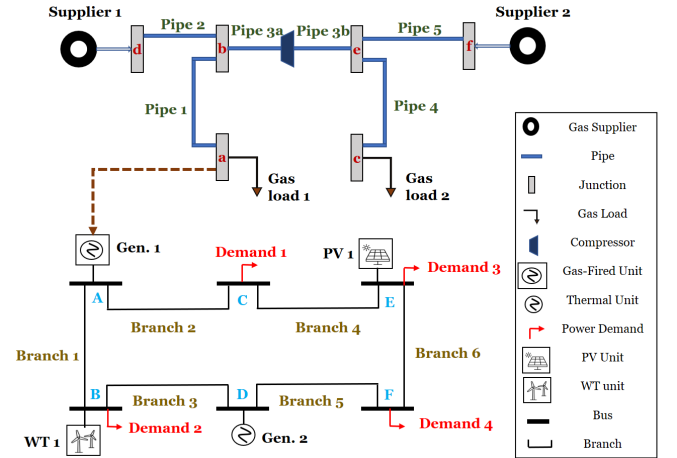 Supplier 1
Supplier 2
Pipe 2
Pipe 3a
Pipe 3b
Pipe 5
d
b
e
f
Pipe 1
Pipe 4
a
c
Gas
load 1
Gas
load 2
Gen. 1
Demand 1
PV 1
Demand 3
A
C
E
Branch 2
Branch 4
Branch 1
Branch 6
B
D
F
Branch 3
Branch 5
WT 1
Demand 2
Gen. 2
Demand 4
Gas Supplier
Pipe
Junction
Gas Load
Compressor
Gas-Fired Unit
Thermal Unit
Power Demand
PV Unit
WT unit
Bus
Branch